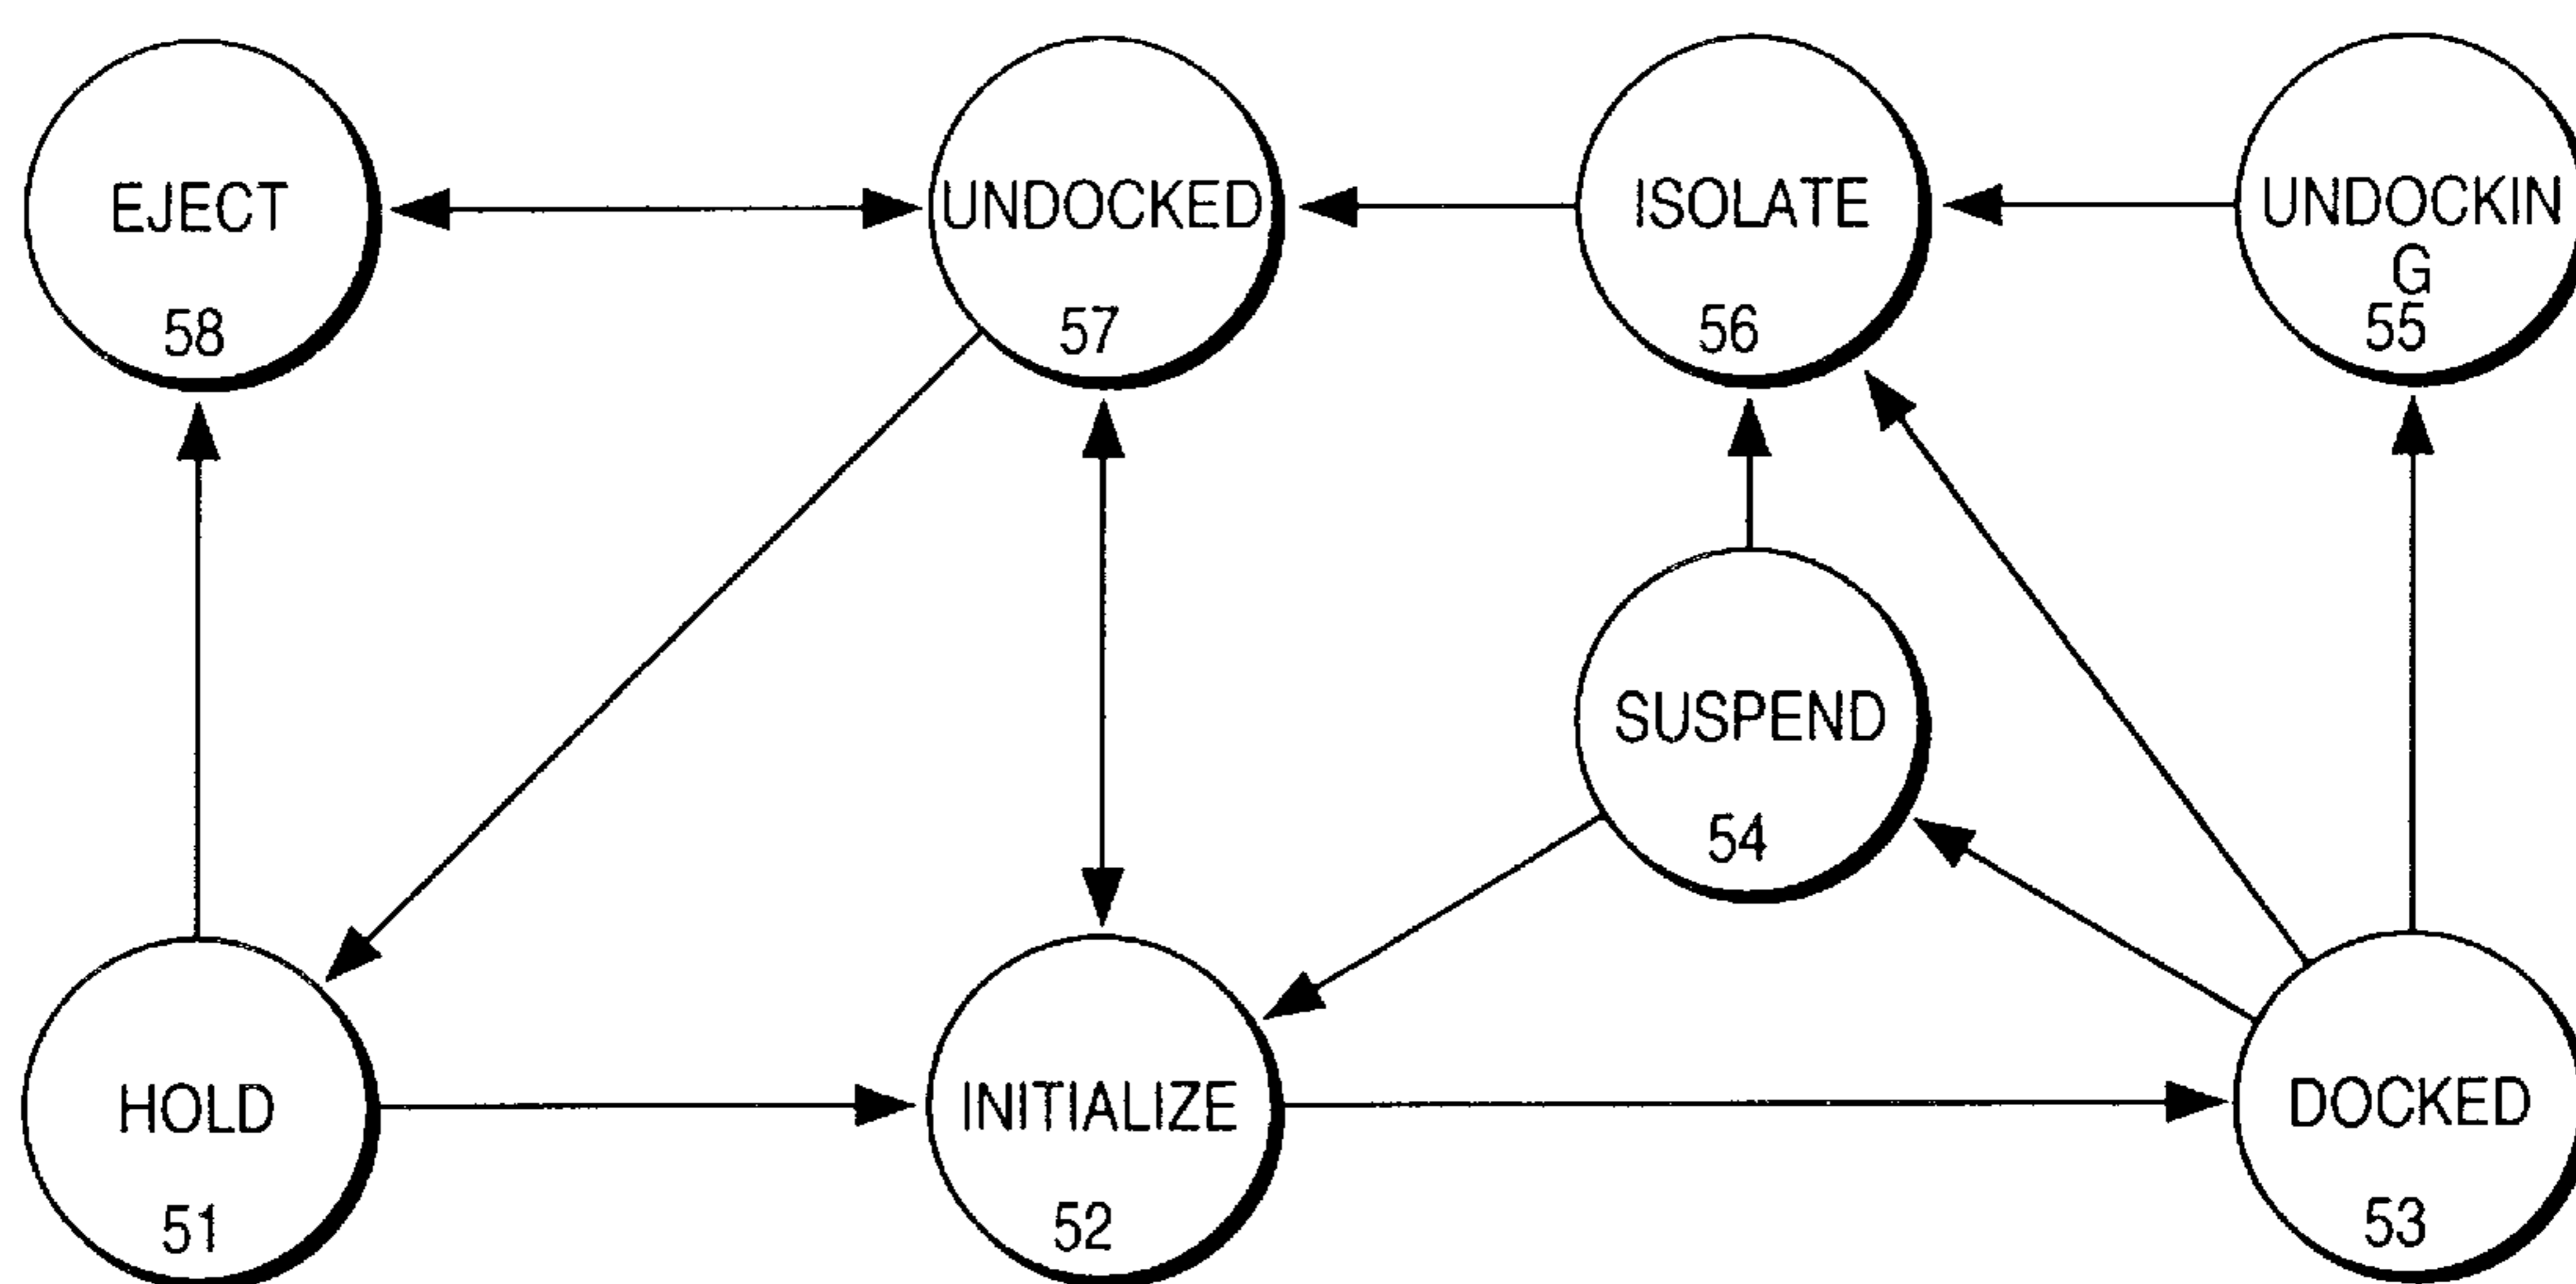 EJECT
58
UNDOCKED
57
ISOLATE
56
UNDOCKIN
G
55
SUSPEND
54
HOLD
51
INITIALIZE
52
DOCKED
53